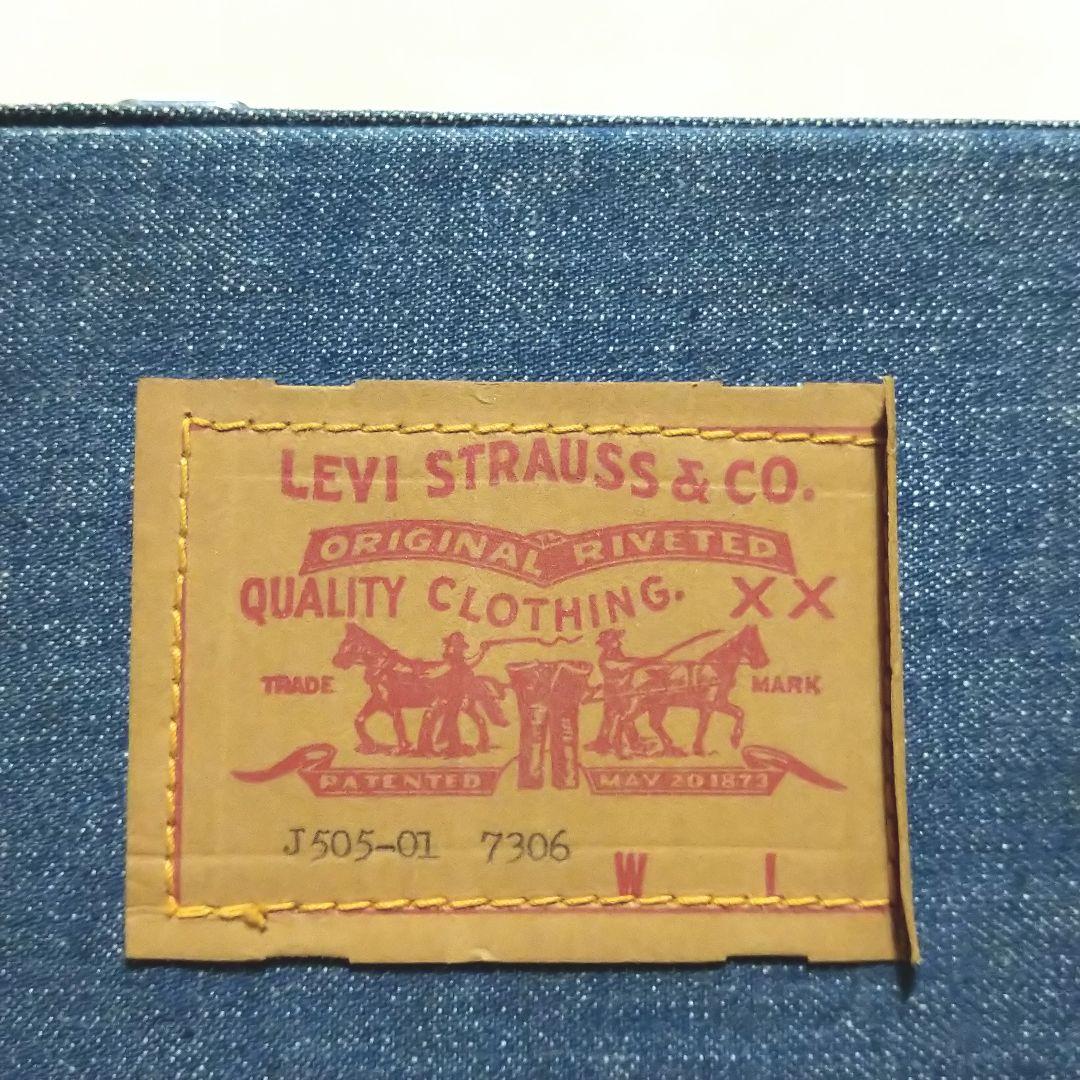 LEVI STRAUSS & CO.
ORIGINAL RIVETED
QUALITY CLOTHING. XX
TRADE MARK
PATENTED MAY 20 1873
J505-01 7306
W L